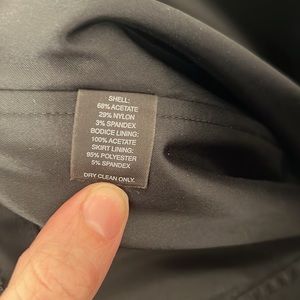 SHELL:
68% ACETATE
29% NYLON
3% SPANDEX
BODICE LINING:
100% ACETATE
SKIRT LINING:
95% POLYESTER
5% SPANDEX
DRY CLEAN ONLY.